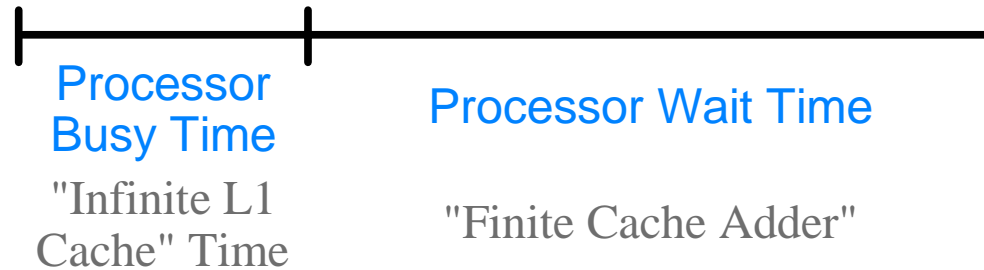 Processor
Busy Time
Processor Wait Time
"Infinite L1
Cache" Time
"Finite Cache Adder"